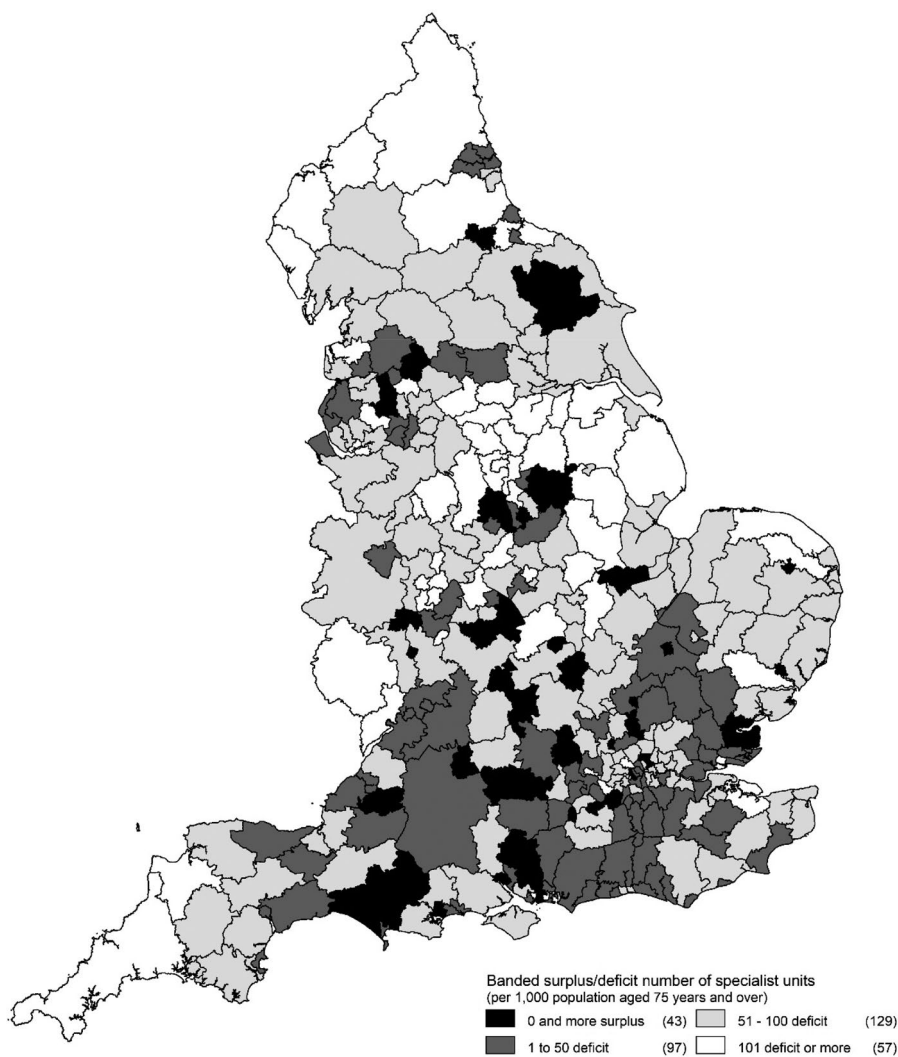 Banded surplus/deficit number of specialist units
(per 1,000 population aged 75 years and over)
0 and more surplus (43)
51 - 100 deficit (129)
1 to 50 deficit (97)
101 deficit or more (57)